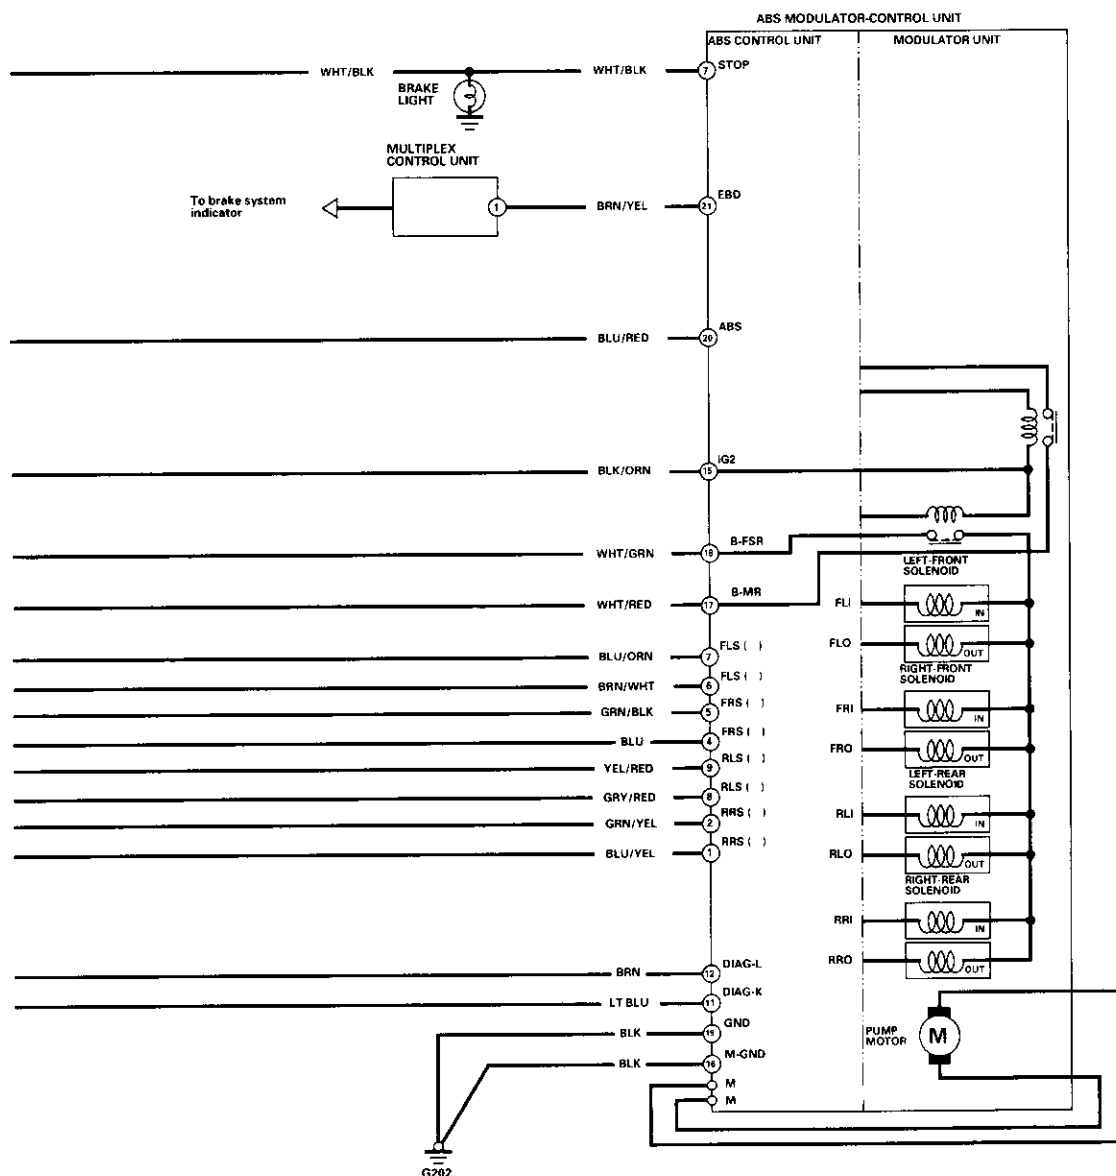 ABS MODULATOR-CONTROL UNIT
ABS CONTROL UNIT
MODULATOR UNIT
WHT/BLK
WHT/BLK
7
STOP
BRAKE
LIGHT
MULTIPLEX
CONTROL UNIT
To brake system
indicator
1
BRN/YEL
21
EBD
BLU/RED
20
ABS
BLK/ORN
15
IG2
WHT/GRN
18
B-FSR
LEFT-FRONT
SOLENOID
WHT/RED
17
B-MR
FLI
IN
BLU/ORN
7
FLS ( )
FLO
OUT
RIGHT-FRONT
SOLENOID
BRN/WHT
6
FLS ( )
GRN/BLK
5
FRS ( )
FRI
IN
BLU
4
FRS ( )
FRO
OUT
LEFT-REAR
SOLENOID
YEL/RED
9
RLS ( )
GRY/RED
8
RLS ( )
RLI
IN
GRN/YEL
2
RRS ( )
BLU/YEL
1
RRS ( )
RLO
OUT
RIGHT-REAR
SOLENOID
RRI
IN
RRO
OUT
BRN
12
DIAG-L
LT BLU
11
DIAG-K
BLK
19
GND
PUMP
MOTOR
M
BLK
16
M-GND
M
M
G202